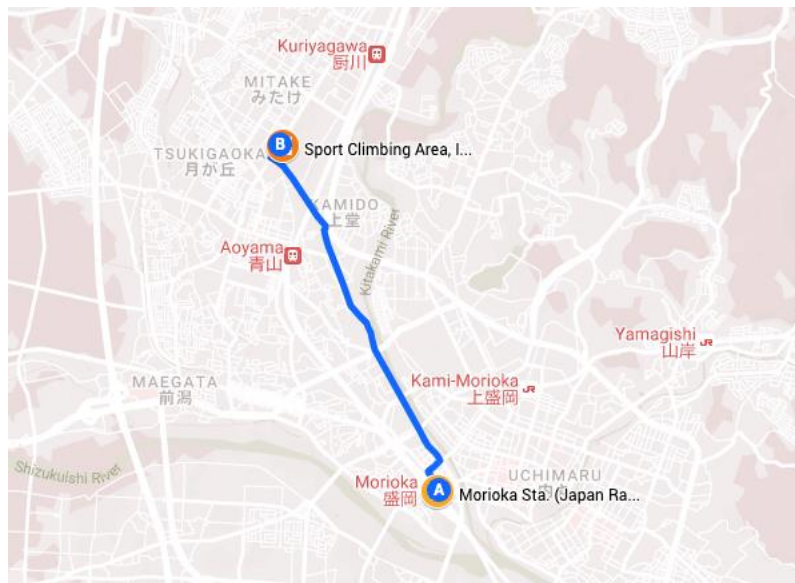 Kuriyagawa
厨川
MITAKE
みたけ
B
Sport Climbing Area, I...
TSUKIGAOKA
月が丘
KAMIDO
上堂
Aoyama
青山
Kitakami River
Yamagishi
山岸
JR
Kami-Morioka
上盛岡
JR
MAEGATA
前潟
Shizukuishi River
Morioka
盛岡
A
Morioka Sta. (Japan Ra...
UCHIMARU